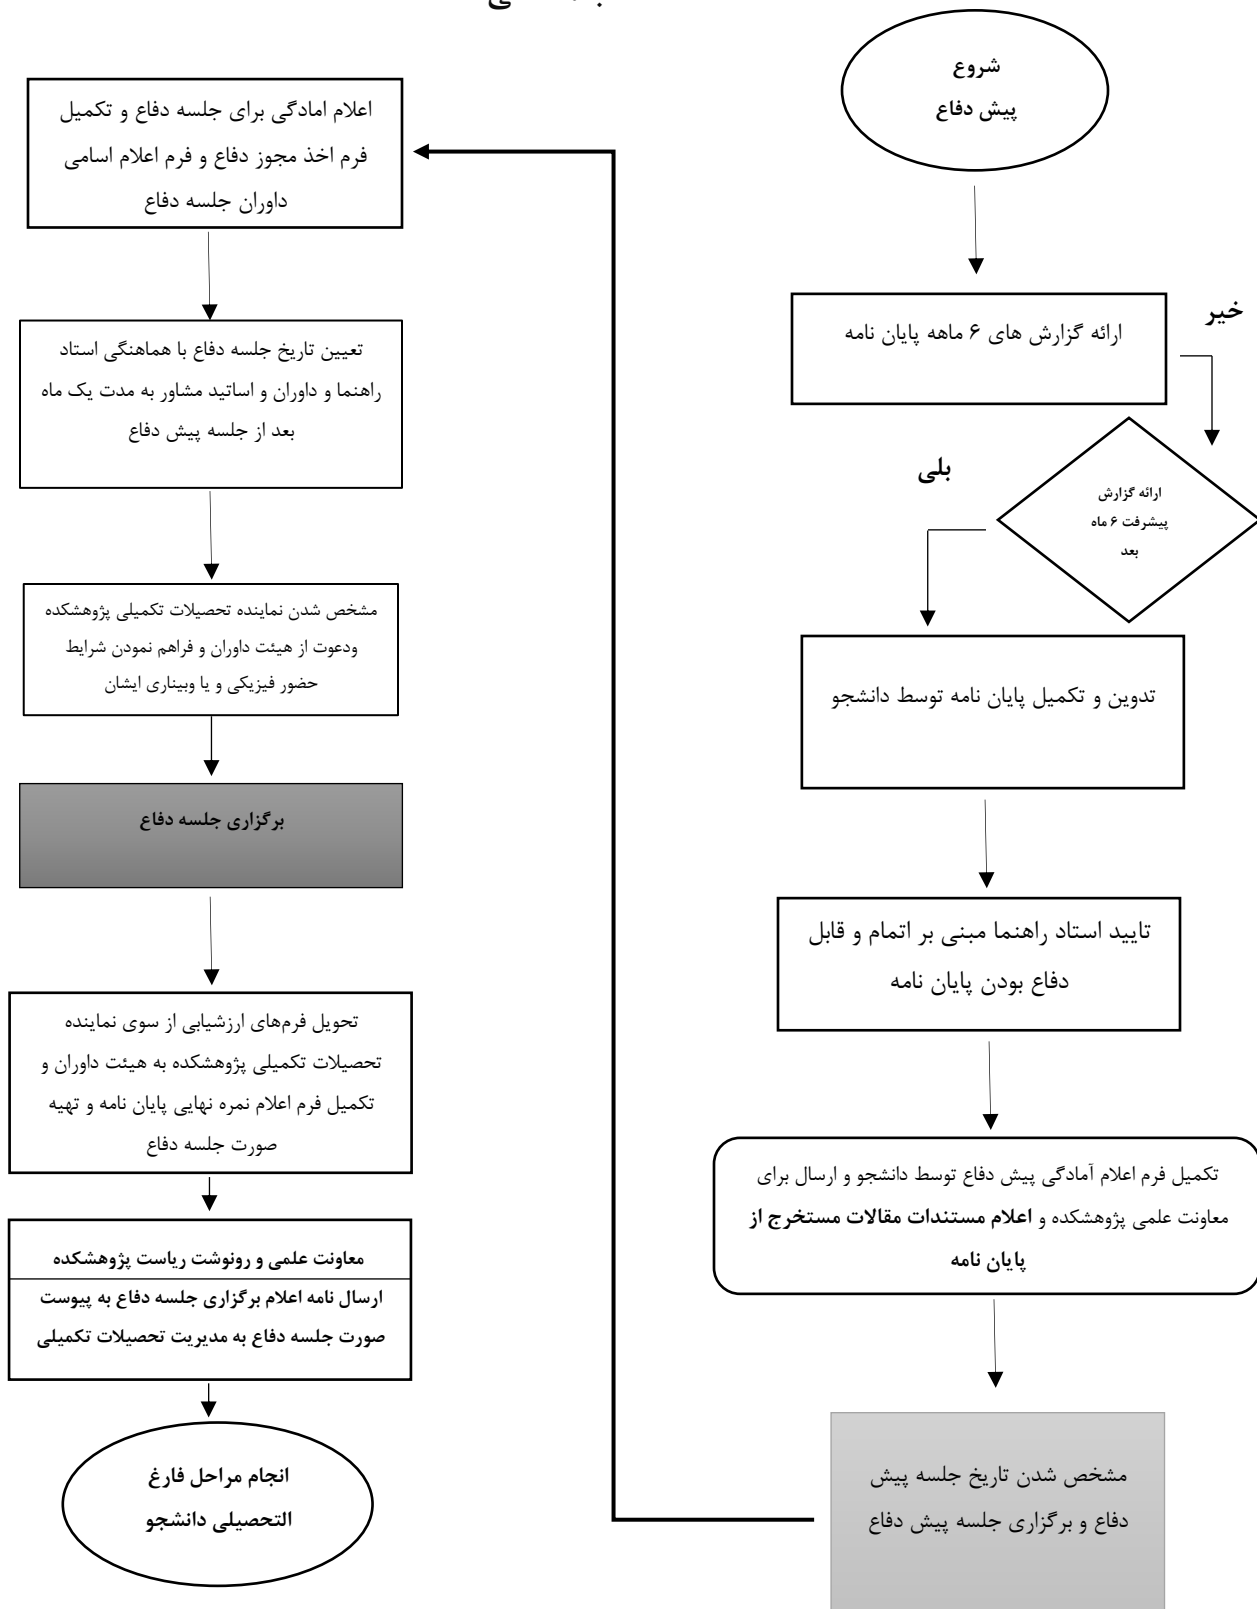 شروع
پیش دفاع
ارائه گزارش های ۶ ماهه پایان نامه
خیر
ارائه گزارش
پیشرفت ۶ ماه
بعد
بلی
تدوین و تکمیل پایان نامه توسط دانشجو
تایید استاد راهنما مبنی بر اتمام و قابل
دفاع بودن پایان نامه
تکمیل فرم اعلام آمادگی پیش دفاع توسط دانشجو و ارسال برای
معاونت علمی پژوهشکده و اعلام مستندات مقالات مستخرج از
پایان نامه
مشخص شدن تاریخ جلسه پیش
دفاع و برگزاری جلسه پیش دفاع
اعلام امادگی برای جلسه دفاع و تکمیل
فرم اخذ مجوز دفاع و فرم اعلام اسامی
داوران جلسه دفاع
تعیین تاریخ جلسه دفاع با هماهنگی استاد
راهنما و داوران و اساتید مشاور به مدت یک ماه
بعد از جلسه پیش دفاع
مشخص شدن نماینده تحصیلات تکمیلی پژوهشکده
ودعوت از هیئت داوران و فراهم نمودن شرایط
حضور فیزیکی و یا وبیناری ایشان
برگزاری جلسه دفاع
تحویل فرم‌های ارزشیابی از سوی نماینده
تحصیلات تکمیلی پژوهشکده به هیئت داوران و
تکمیل فرم اعلام نمره نهایی پایان نامه و تهیه
صورت جلسه دفاع
معاونت علمی و رونوشت ریاست پژوهشکده
ارسال نامه اعلام برگزاری جلسه دفاع به پیوست
صورت جلسه دفاع به مدیریت تحصیلات تکمیلی
انجام مراحل فارغ
التحصیلی دانشجو